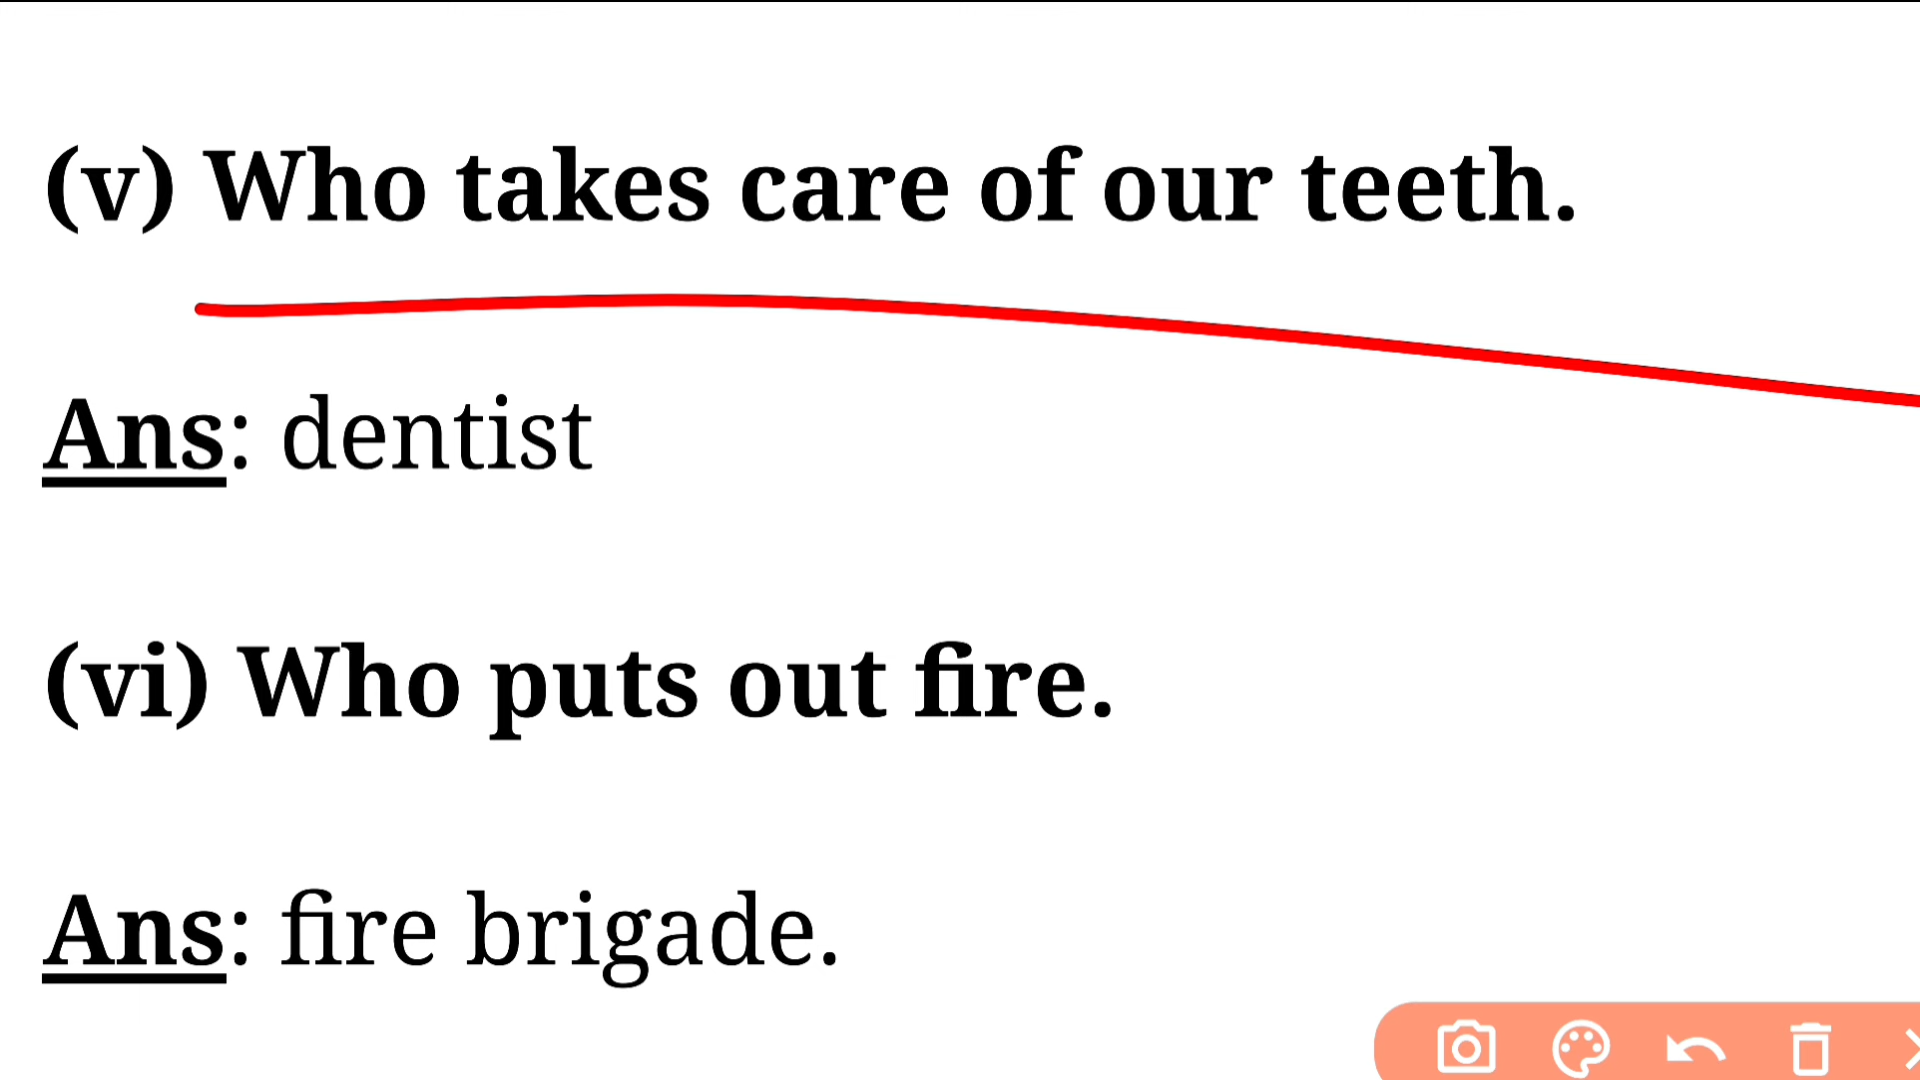 (v) Who takes care of our teeth.
Ans: dentist
(vi) Who puts out fire.
Ans: fire brigade.